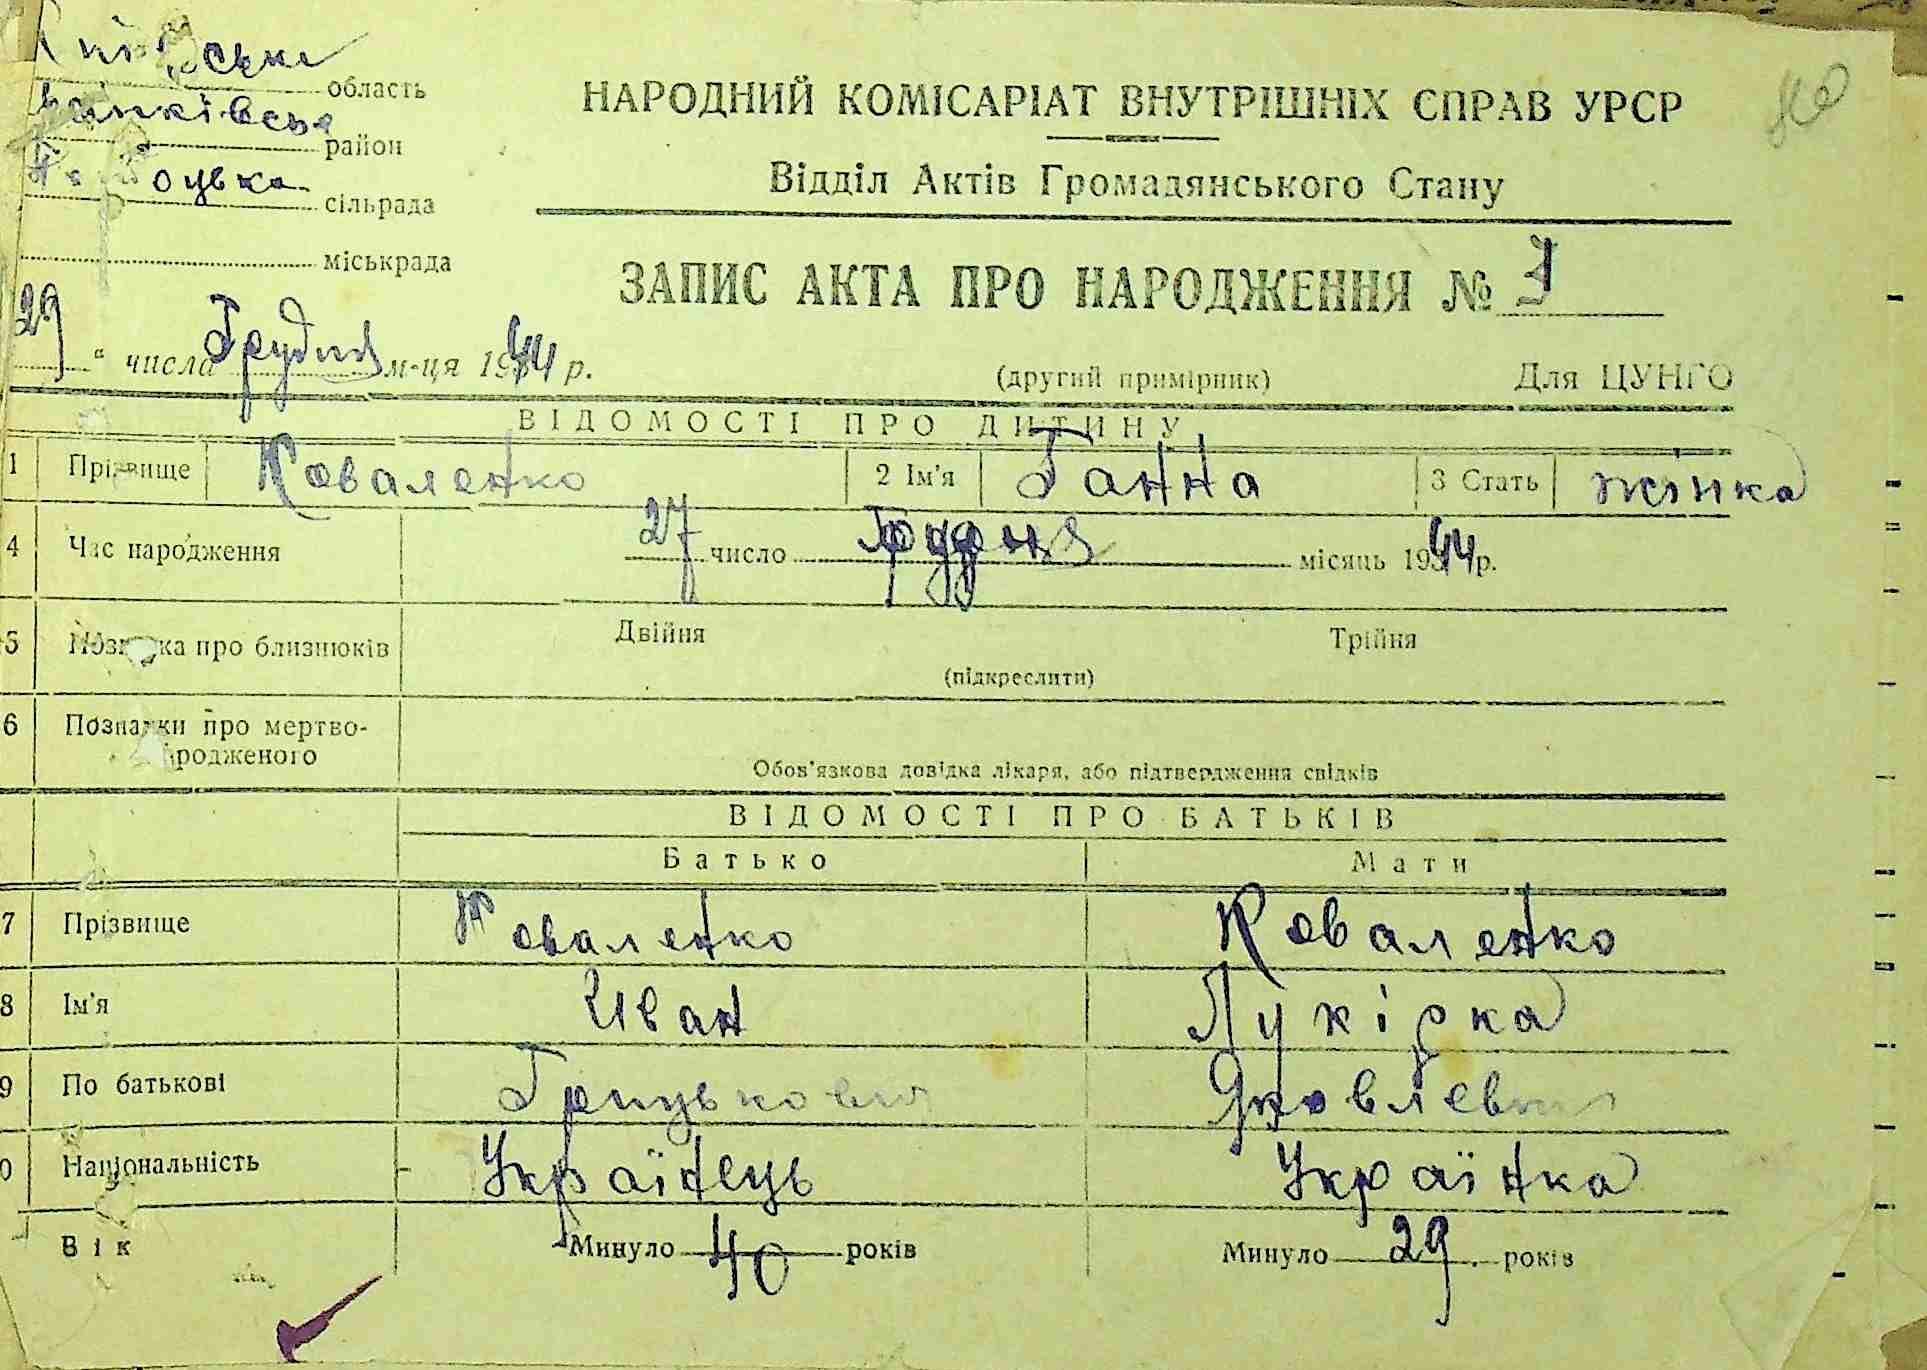 область
район
сільрада
міськрада
НАРОДНИЙ КОМІСАРІАТ ВНУТРІШНІХ СПРАВ УРСР
Відділ Актів Громадянського Стану
ЗАПИС АКТА ПРО НАРОДЖЕННЯ №
29 " числа Грудня м-ця 1944 р.
(другий примірник) Для ЦУНГО
ВІДОМОСТІ ПРО ДИТИНУ
1 Прізвище Коваленко 2 Ім'я Ганна 3 Стать жінка
4 Час народження 27 число Грудня місяць 1944 р.
5 Позначка про близнюків Двійня Трійня
(підкреслити)
6 Познаки про мертво-
народженого
Обов'язкова довідка лікаря, або підтвердження свідків
ВІДОМОСТІ ПРО БАТЬКІВ
Батько Мати
7 Прізвище Коваленко Коваленко
8 Ім'я Иван Лукірка
9 По батькові Грицькович Яковлевна
0 Національність Українець Українка
Вік Минуло 40 років Минуло 29 років